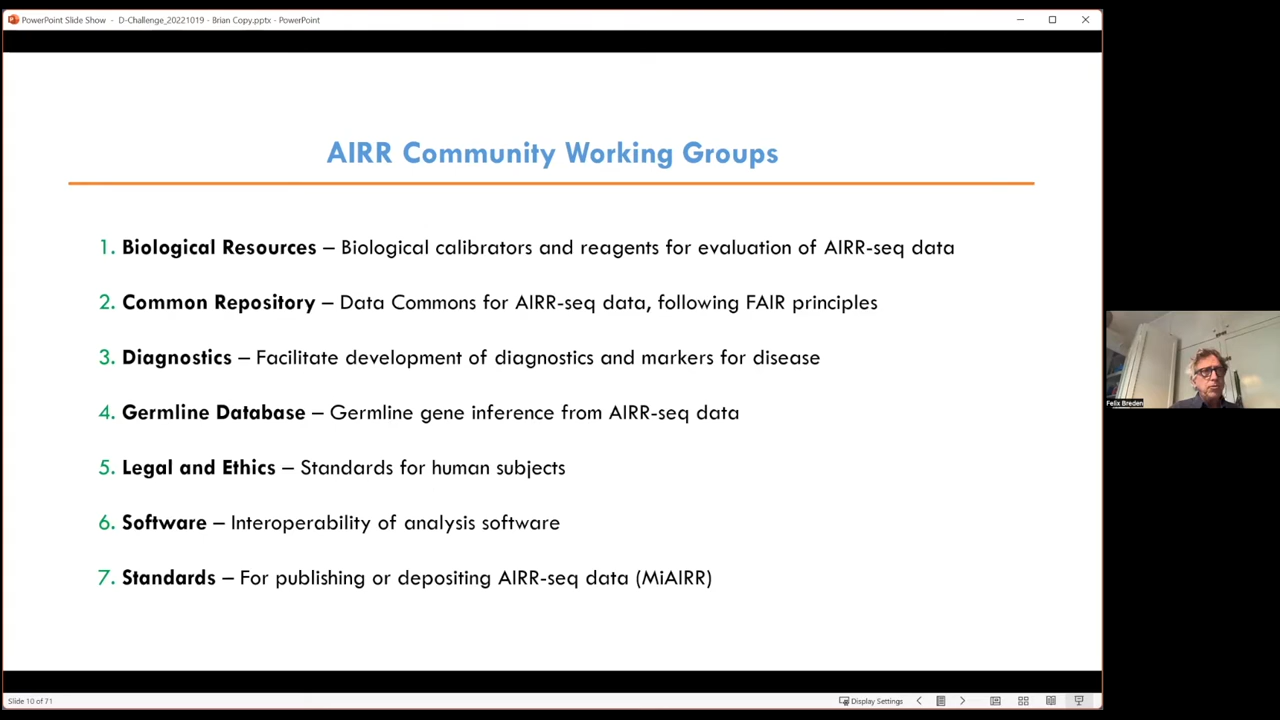 PowerPoint Slide Show - D-Challenge_20221019 - Brian Copy.pptx - PowerPoint
AIRR Community Working Groups
1. Biological Resources – Biological calibrators and reagents for evaluation of AIRR-seq data
2. Common Repository – Data Commons for AIRR-seq data, following FAIR principles
3. Diagnostics – Facilitate development of diagnostics and markers for disease
4. Germline Database – Germline gene inference from AIRR-seq data
5. Legal and Ethics – Standards for human subjects
6. Software – Interoperability of analysis software
7. Standards – For publishing or depositing AIRR-seq data (MiAIRR)
Felix Breden
Slide 10 of 71
Display Settings